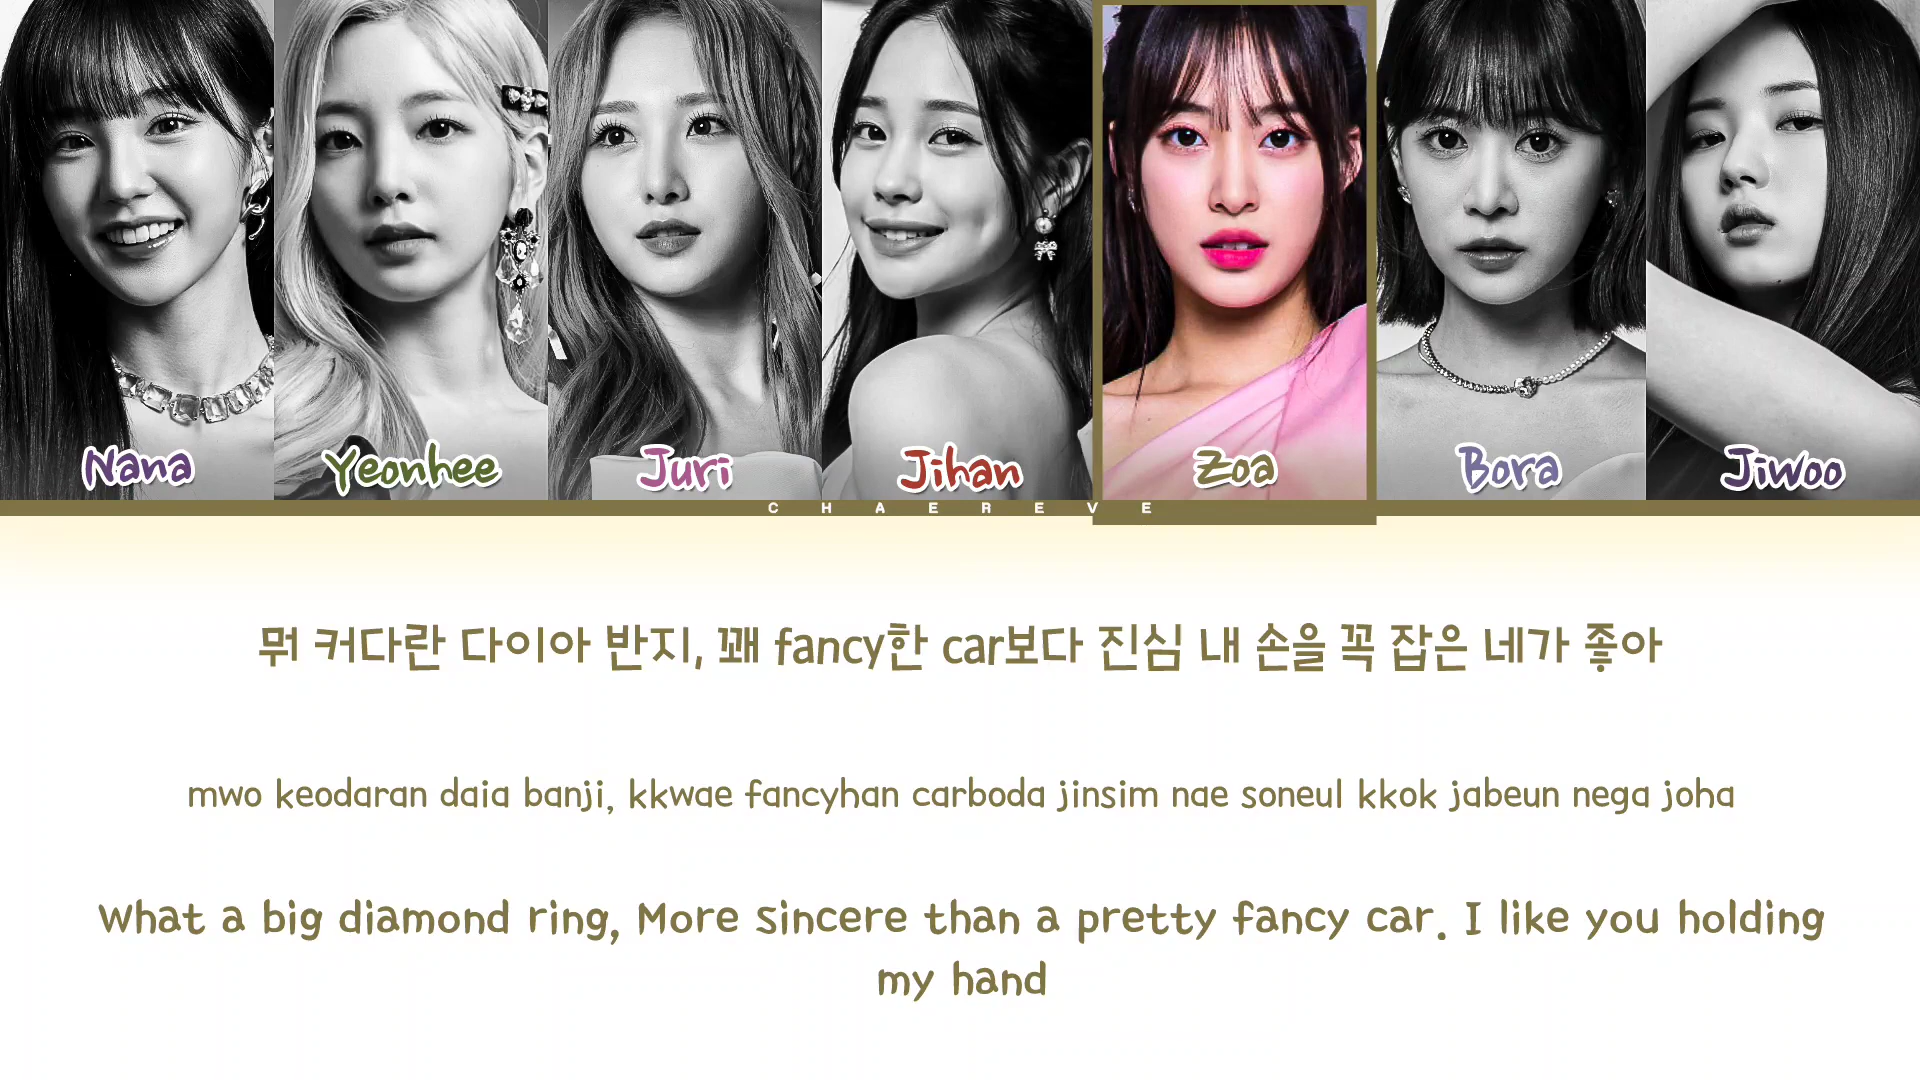 Nana Yeonhee Juri Jihan Zoa Bora Jiwoo
CHAEREVE
뭐 커다란 다이아 반지, 꽤 fancy한 car보다 진심 내 손을 꼭 잡은 네가 좋아
mwo keodaran daia banji, kkwae fancyhan carboda jinsim nae soneul kkok jabeun nega joha
What a big diamond ring, More sincere than a pretty fancy car. I like you holding
my hand